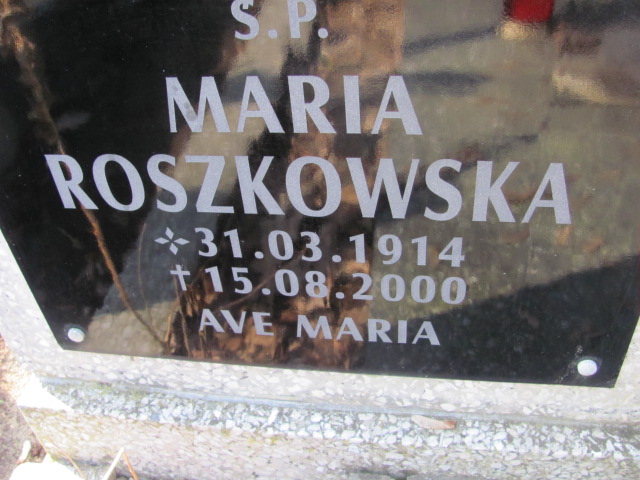 Ś.P.
MARIA
ROSZKOWSKA
31.03.1914
† 15.08.2000
AVE MARIA